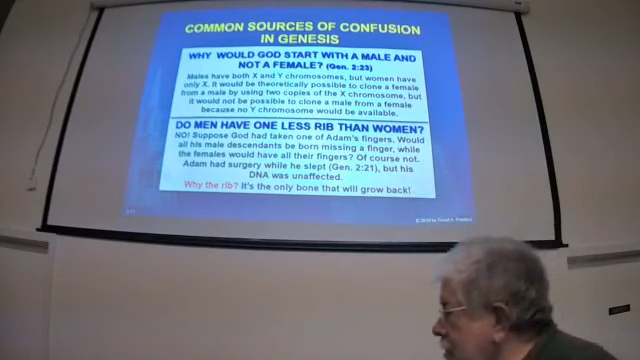 COMMON SOURCES OF CONFUSION
IN GENESIS
WHY WOULD GOD START WITH A MALE AND
NOT A FEMALE? (Gen. 2:23)
Males have both X and Y chromosomes, but women have
only X. It would be theoretically possible to clone a female
from a male by using two copies of the X chromosome, but
it would not be possible to clone a male from a female
because no Y chromosome would be available.
DO MEN HAVE ONE LESS RIB THAN WOMEN?
NO! Suppose God had taken one of Adam's fingers. Would
all his male descendants be born missing a finger, while
the females would have all their fingers? Of course not.
Adam had surgery while he slept (Gen. 2:21), but his
DNA was unaffected.
Why the rib? It's the only bone that will grow back!
by David A.